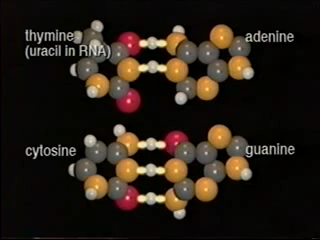 thymine
(uracil in RNA)
adenine
cytosine
guanine